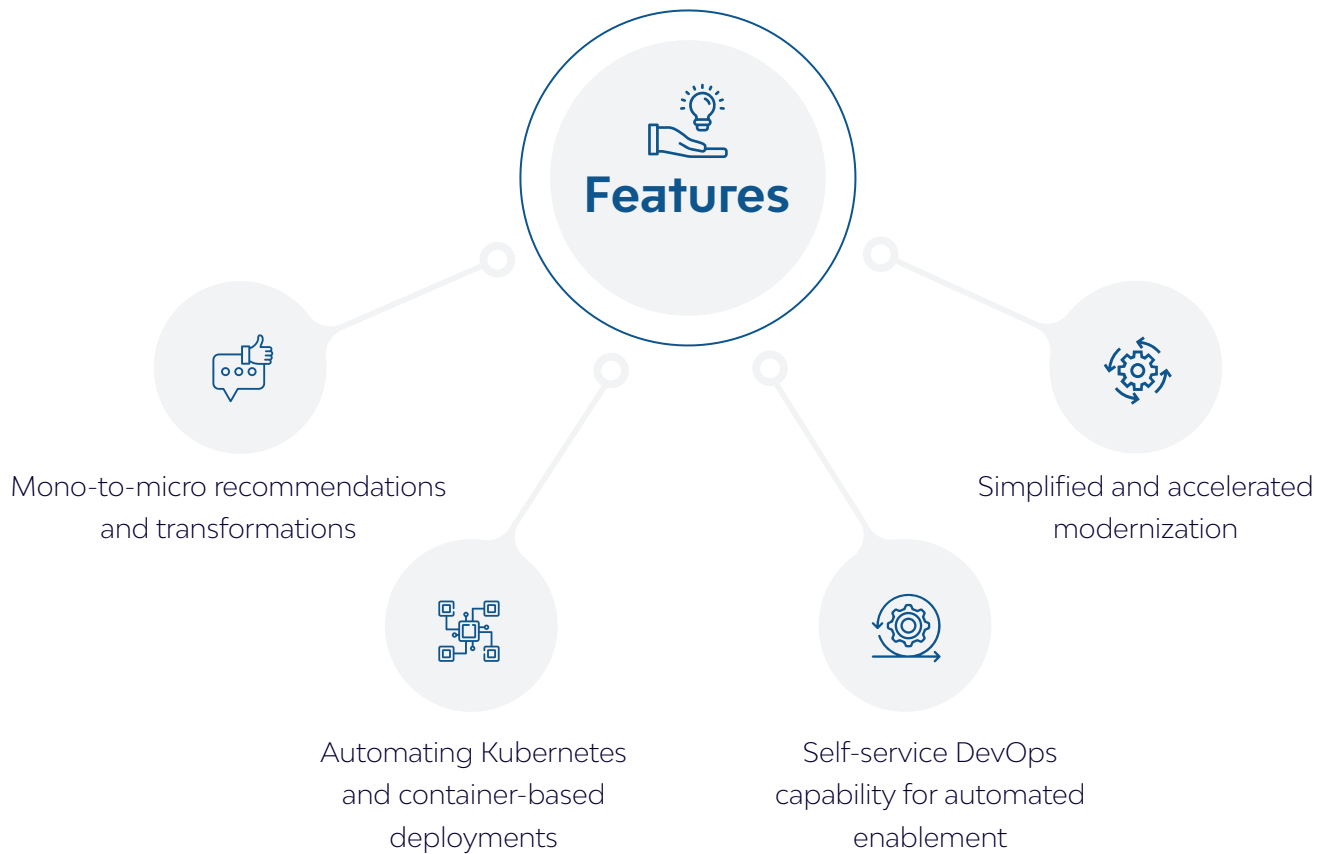 Features
Mono-to-micro recommendations
and transformations
Simplified and accelerated
modernization
Automating Kubernetes
and container-based
deployments
Self-service DevOps
capability for automated
enablement